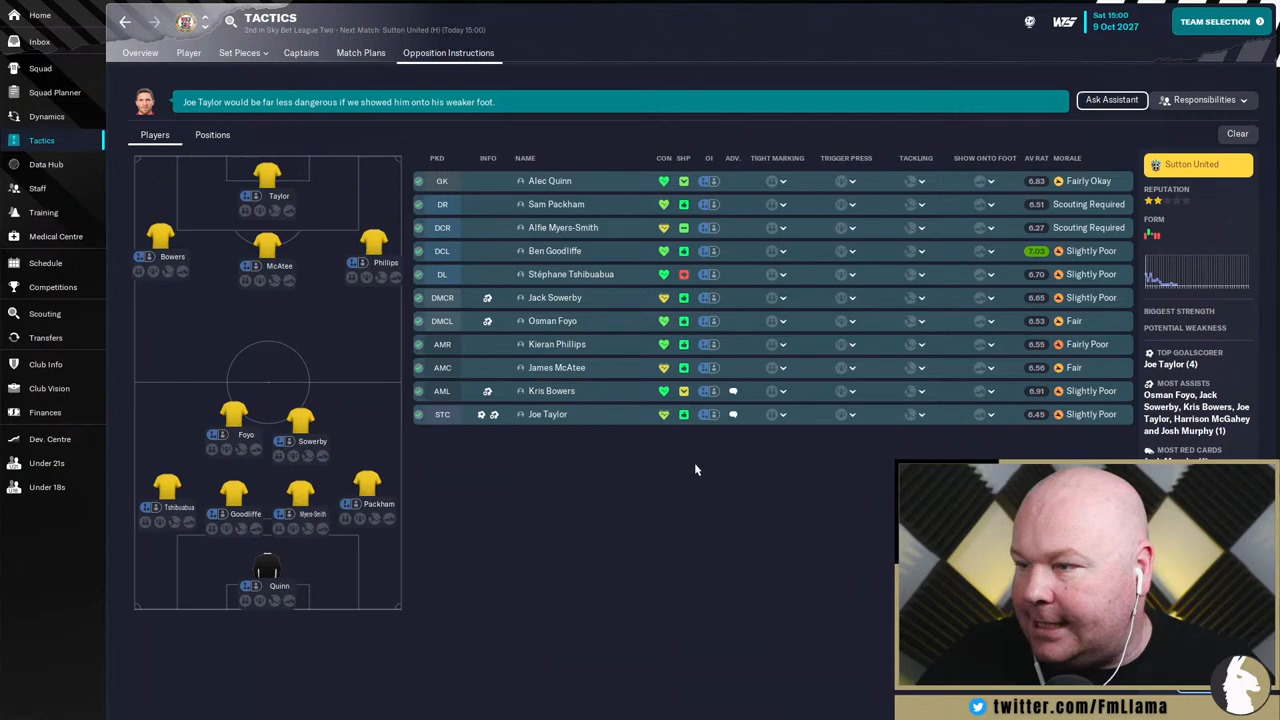 Home
Inbox
Squad
Squad Planner
Dynamics
Tactics
Data Hub
Staff
Training
Medical Centre
Schedule
Competitions
Scouting
Transfers
Club Info
Club Vision
Finances
Dev. Centre
Under 21s
Under 18s
TACTICS
2nd in Sky Bet League Two - Next Match: Sutton United (H) (Today 15:00)
Sat 15:00
9 Oct 2027
TEAM SELECTION
Overview Player Set Pieces Captains Match Plans Opposition Instructions
Joe Taylor would be far less dangerous if we showed him onto his weaker foot.
Ask Assistant
Responsibilities
Players Positions
Clear
Taylor
Bowers
McAtee
Phillips
Foyo
Sowerby
Tshibuabua
Goodliffe
Myers-Smith
Packham
Quinn
PKD INFO NAME CON SHP OI ADV. TIGHT MARKING TRIGGER PRESS TACKLING SHOW ONTO FOOT AV RAT MORALE
GK Alec Quinn 6.83 Fairly Okay
DR Sam Packham 6.51 Scouting Required
DCR Alfie Myers-Smith 6.27 Scouting Required
DCL Ben Goodliffe 7.03 Slightly Poor
DL Stéphane Tshibuabua 6.70 Slightly Poor
DMCR Jack Sowerby 6.65 Slightly Poor
DMCL Osman Foyo 6.53 Fair
AMR Kieran Phillips 6.55 Fairly Poor
AMC James McAtee 6.56 Fair
AML Kris Bowers 6.91 Slightly Poor
STC Joe Taylor 6.45 Slightly Poor
Sutton United
REPUTATION
FORM
BIGGEST STRENGTH
POTENTIAL WEAKNESS
TOP GOALSCORER
Joe Taylor (4)
MOST ASSISTS
Osman Foyo, Jack
Sowerby, Kris Bowers, Joe
Taylor, Harrison McGahey
and Josh Murphy (1)
MOST RED CARDS
twitter.com/FmLlama